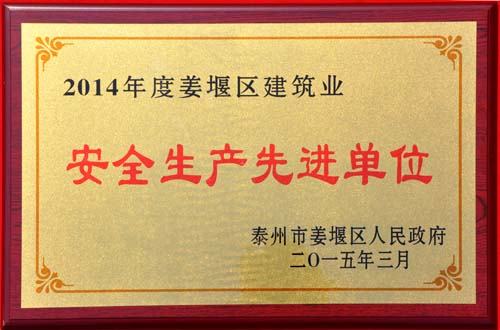 2014年度姜堰区建筑业
安全生产先进单位
泰州市姜堰区人民政府
二〇一五年三月